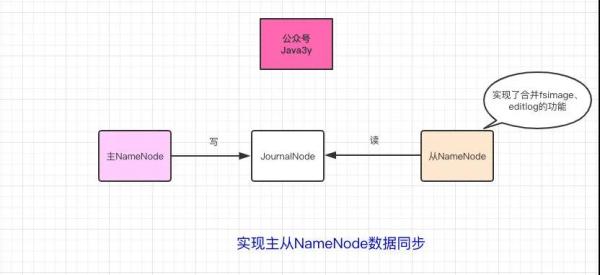 公众号
Java3y
实现了合并fsimage、
editlog的功能
主NameNode
写
JournalNode
读
从NameNode
实现主从NameNode数据同步